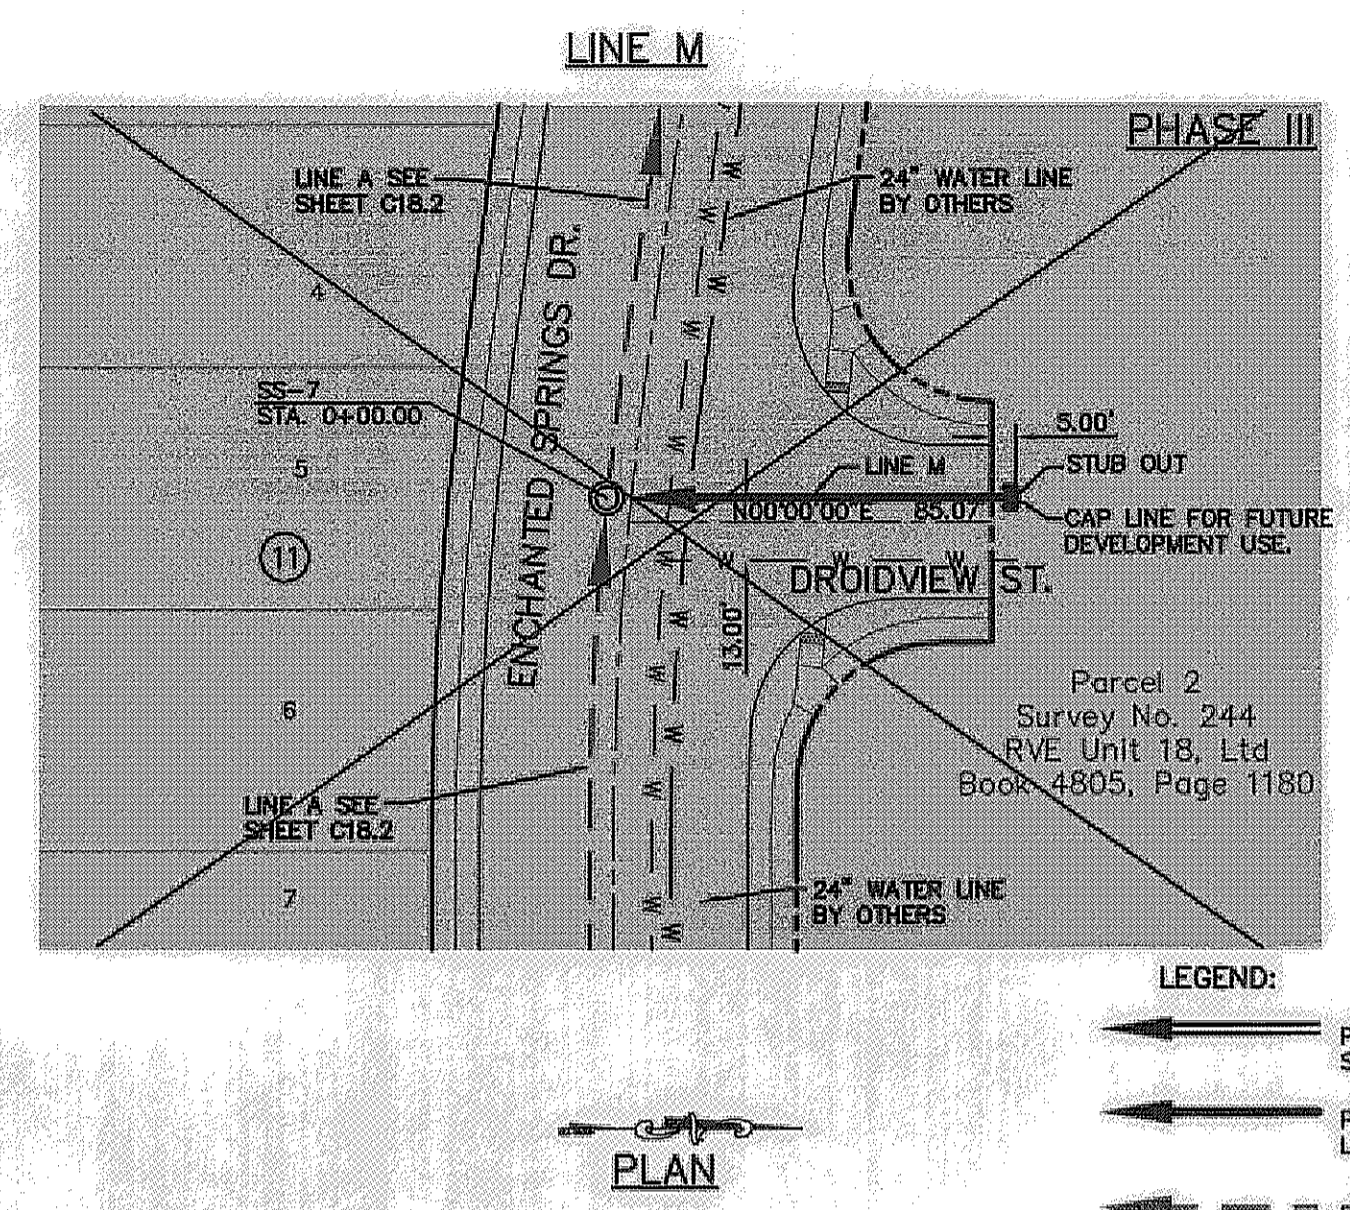 LINE M
PHASE III
LINE A SEE
SHEET C18.2
24" WATER LINE
BY OTHERS
ENCHANTED SPRINGS DR.
4
SS-7
STA. 0+00.00
5
11
5.00'
LINE M
STUB OUT
N00°00'00"E 85.07'
CAP LINE FOR FUTURE
DEVELOPMENT USE.
DROIDVIEW ST.
13.00'
W W W W W W W W W W W W W W W W W W
6
Parcel 2
Survey No. 244
RVE Unit 18, Ltd
Book 4805, Page 1180
LINE A SEE
SHEET C18.2
7
24" WATER LINE
BY OTHERS
LEGEND:
PLAN